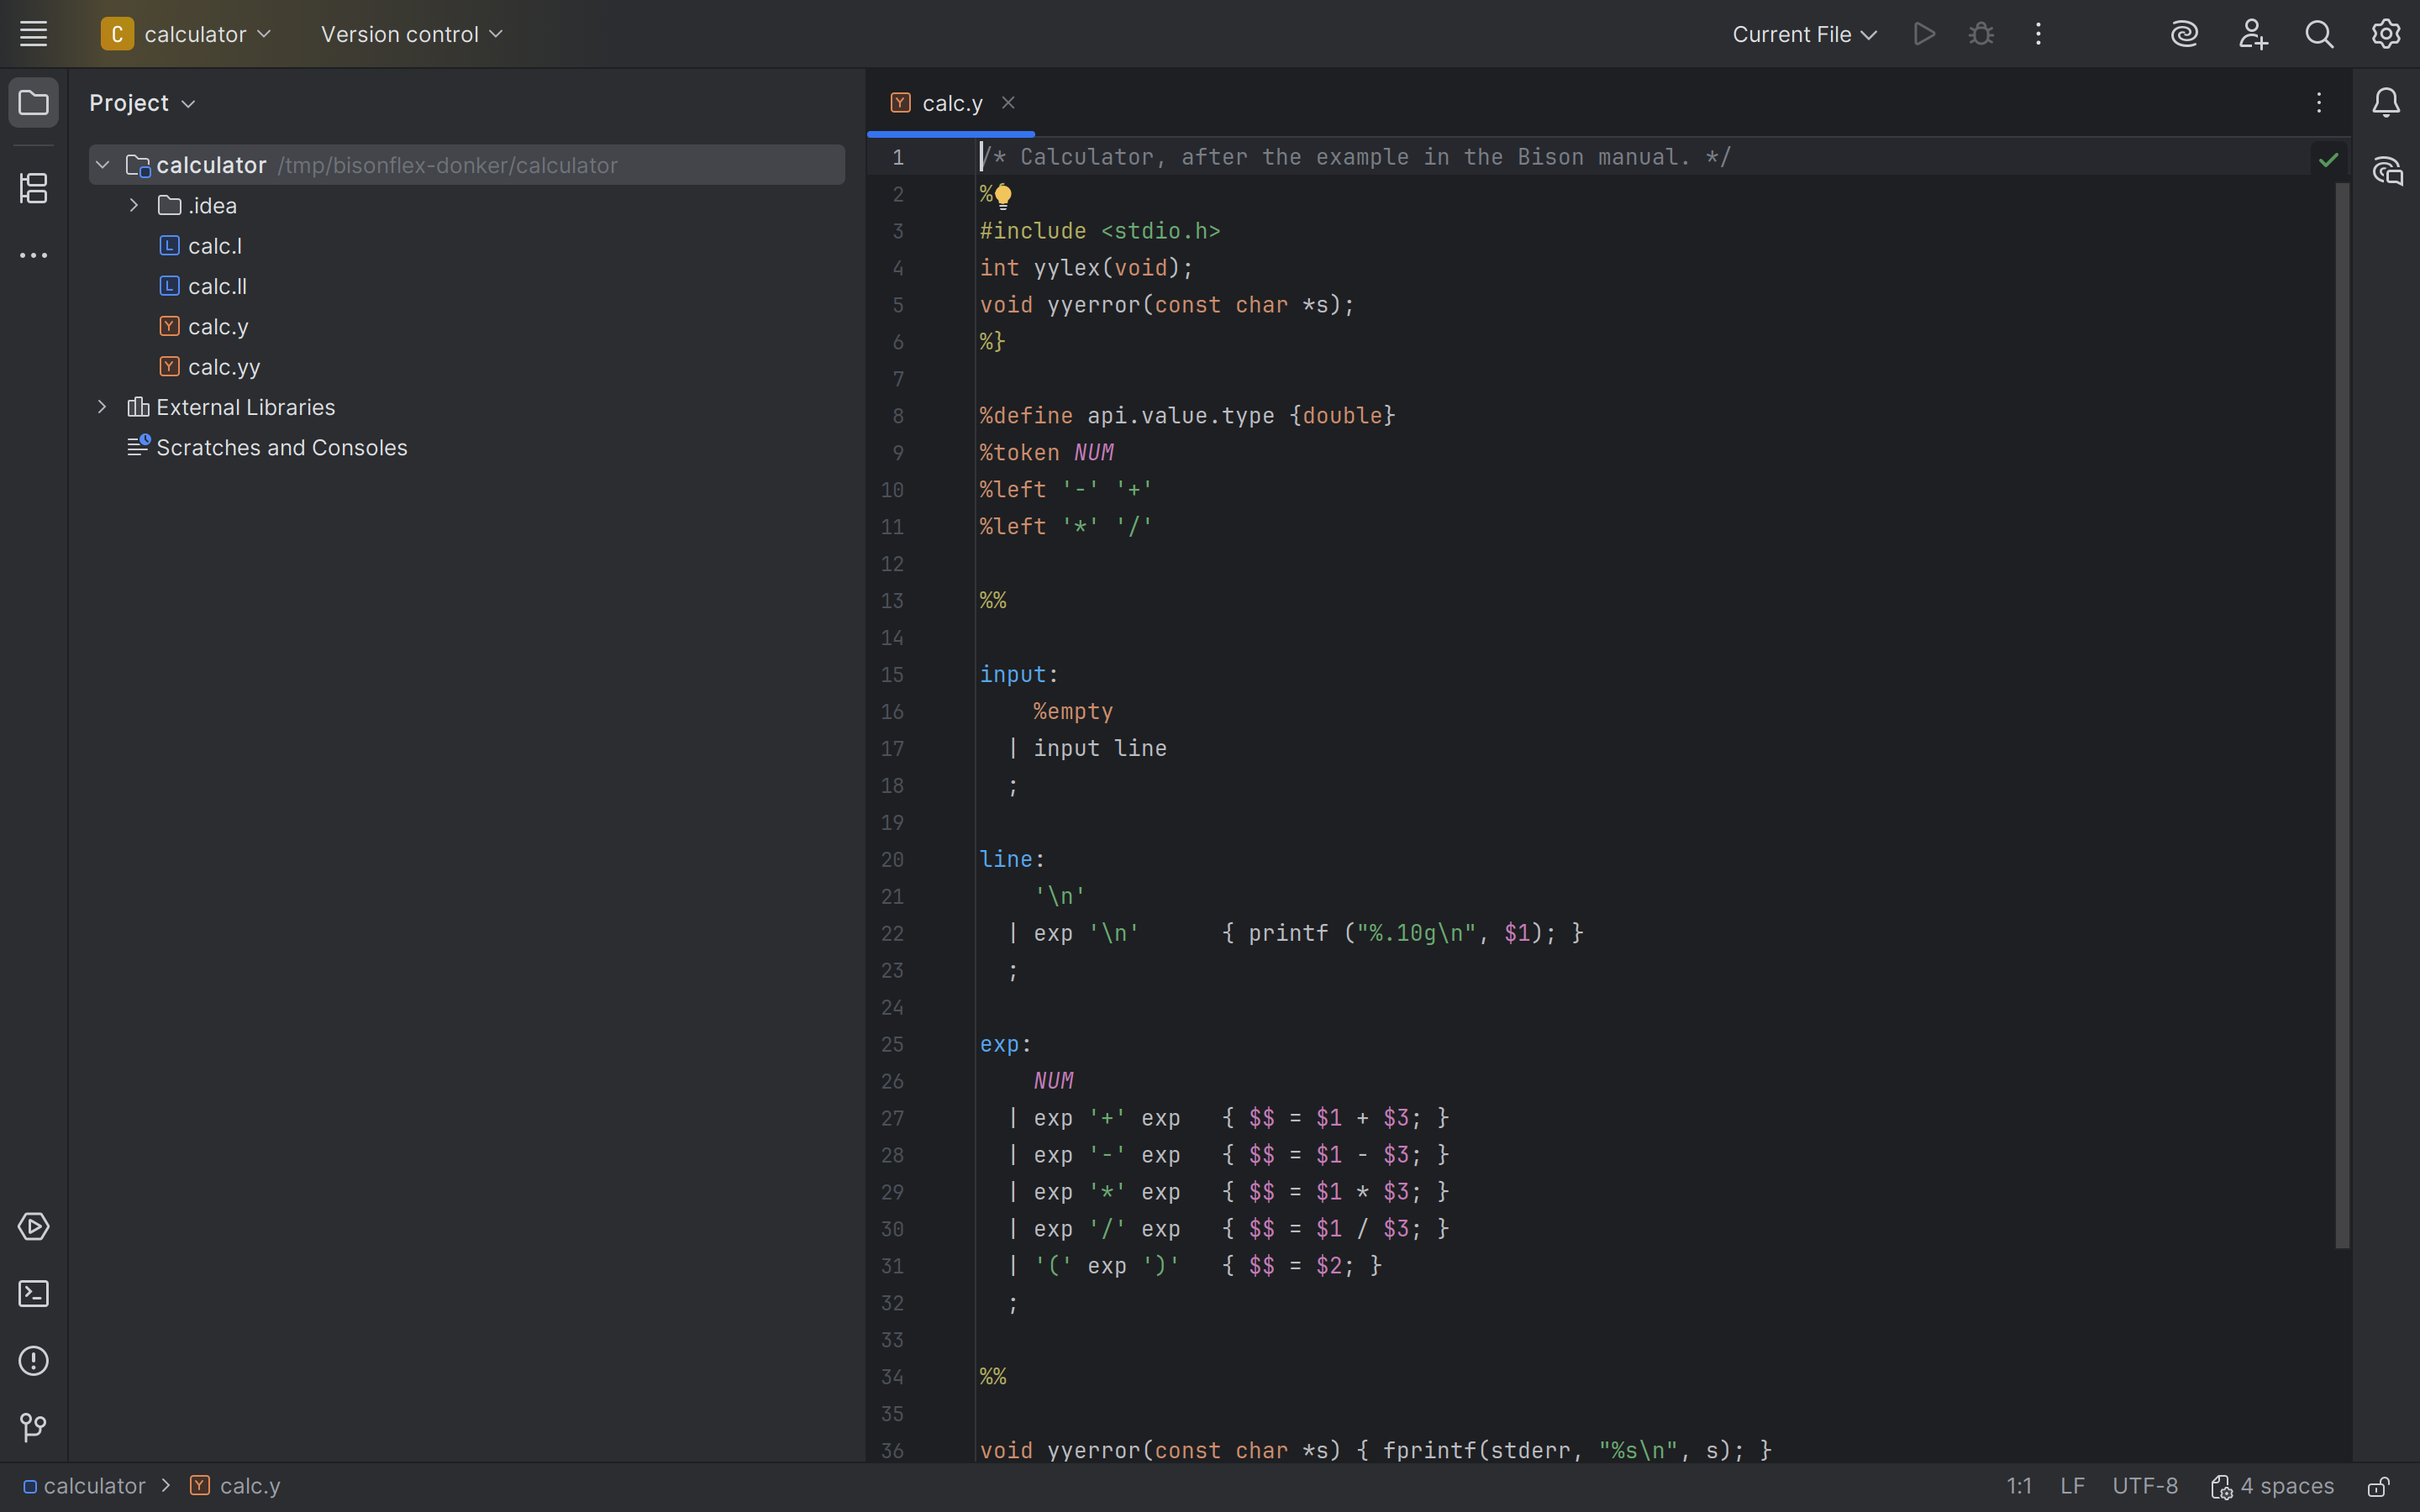 C calculator Version control Current File
Project
calculator /tmp/bisonflex-donker/calculator
.idea
L calc.l
L calc.ll
Y calc.y
Y calc.yy
External Libraries
Scratches and Consoles
Y calc.y
1 /* Calculator, after the example in the Bison manual. */
2 %
3 #include <stdio.h>
4 int yylex(void);
5 void yyerror(const char *s);
6 %}
7
8 %define api.value.type {double}
9 %token NUM
10 %left '-' '+'
11 %left '*' '/'
12
13 %%
14
15 input:
16 %empty
17 | input line
18 ;
19
20 line:
21 '\n'
22 | exp '\n' { printf ("%.10g\n", $1); }
23 ;
24
25 exp:
26 NUM
27 | exp '+' exp { $$ = $1 + $3; }
28 | exp '-' exp { $$ = $1 - $3; }
29 | exp '*' exp { $$ = $1 * $3; }
30 | exp '/' exp { $$ = $1 / $3; }
31 | '(' exp ')' { $$ = $2; }
32 ;
33
34 %%
35
36 void yyerror(const char *s) { fprintf(stderr, "%s\n", s); }
calculator Y calc.y 1:1 LF UTF-8 4 spaces